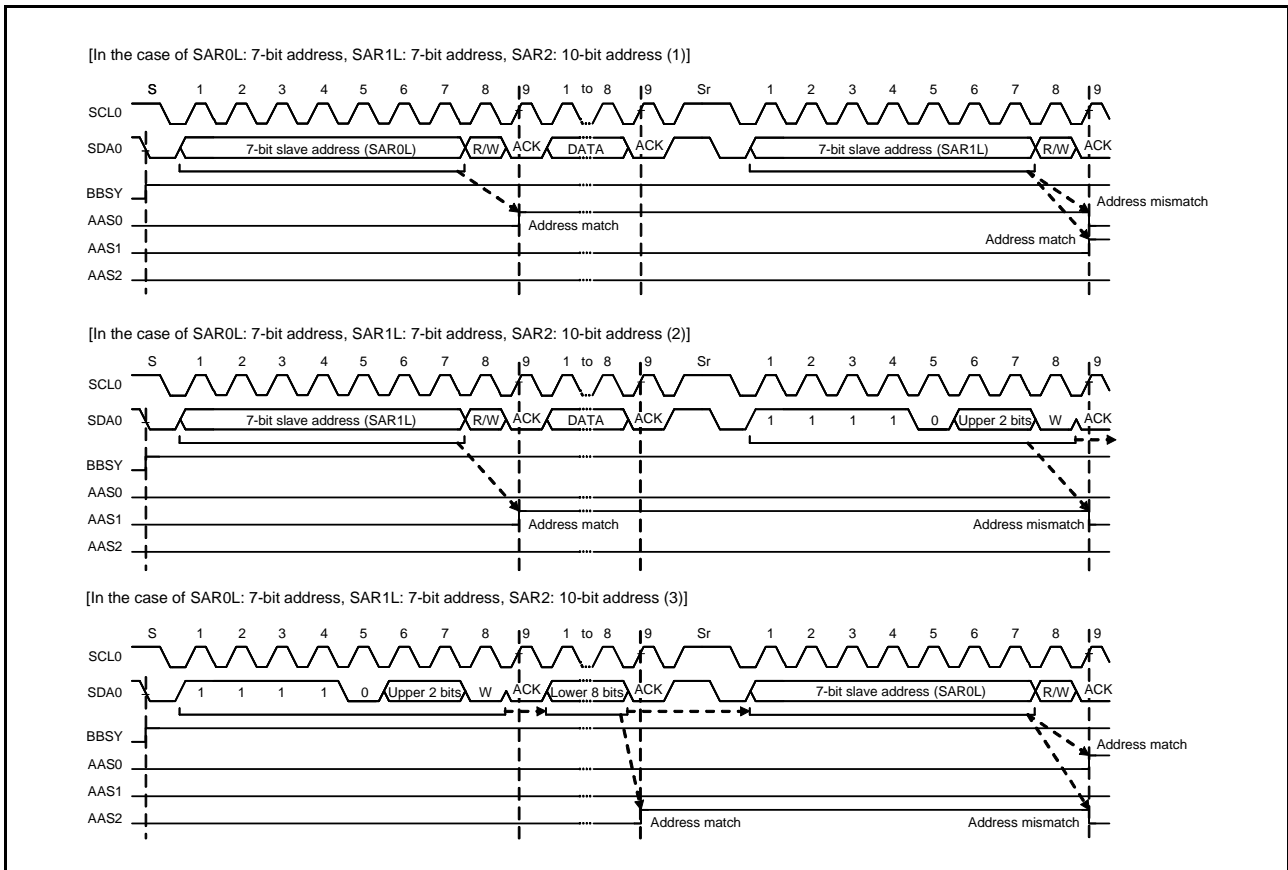 [In the case of SAR0L: 7-bit address, SAR1L: 7-bit address, SAR2: 10-bit address (1)]
S 1 2 3 4 5 6 7 8 9 1 to 8 9 Sr 1 2 3 4 5 6 7 8 9
SCL0
SDA0 7-bit slave address (SAR0L) R/W ACK DATA ACK 7-bit slave address (SAR1L) R/W ACK
BBSY
Address mismatch
AAS0 Address match
Address match
AAS1
AAS2
[In the case of SAR0L: 7-bit address, SAR1L: 7-bit address, SAR2: 10-bit address (2)]
S 1 2 3 4 5 6 7 8 9 1 to 8 9 Sr 1 2 3 4 5 6 7 8 9
SCL0
SDA0 7-bit slave address (SAR1L) R/W ACK DATA ACK 1 1 1 1 0 Upper 2 bits W ACK
BBSY
AAS0
AAS1 Address match Address mismatch
AAS2
[In the case of SAR0L: 7-bit address, SAR1L: 7-bit address, SAR2: 10-bit address (3)]
S 1 2 3 4 5 6 7 8 9 1 to 8 9 Sr 1 2 3 4 5 6 7 8 9
SCL0
SDA0 1 1 1 1 0 Upper 2 bits W ACK Lower 8 bits ACK 7-bit slave address (SAR0L) R/W ACK
BBSY
Address match
AAS0
AAS1
AAS2 Address match Address mismatch